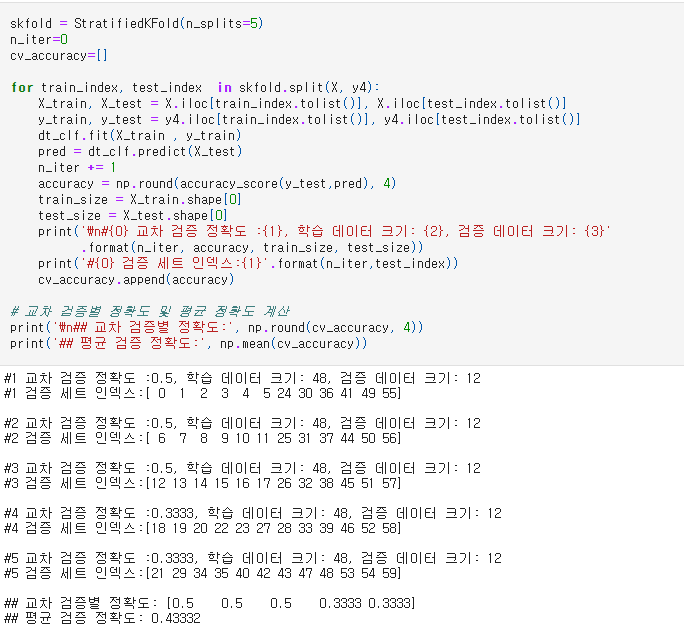 skfold = StratifiedKFold(n_splits=5)
n_iter=0
cv_accuracy=[]
for train_index, test_index  in skfold.split(X, y4):
    X_train, X_test = X.iloc[train_index.tolist()], X.iloc[test_index.tolist()]
    y_train, y_test = y4.iloc[train_index.tolist()], y4.iloc[test_index.tolist()]
    dt_clf.fit(X_train , y_train)
    pred = dt_clf.predict(X_test)
    n_iter += 1
    accuracy = np.round(accuracy_score(y_test,pred), 4)
    train_size = X_train.shape[0]
    test_size = X_test.shape[0]
    print('₩n#{0} 교차 검증 정확도 :{1}, 학습 데이터 크기: {2}, 검증 데이터 크기: {3}'
          .format(n_iter, accuracy, train_size, test_size))
    print('#{0} 검증 세트 인덱스:{1}'.format(n_iter,test_index))
    cv_accuracy.append(accuracy)
# 교차 검증별 정확도 및 평균 정확도 계산
print('₩n## 교차 검증별 정확도:', np.round(cv_accuracy, 4))
print('## 평균 검증 정확도:', np.mean(cv_accuracy))
#1 교차 검증 정확도 :0.5, 학습 데이터 크기: 48, 검증 데이터 크기: 12
#1 검증 세트 인덱스:[ 0  1  2  3  4  5 24 30 36 41 49 55]
#2 교차 검증 정확도 :0.5, 학습 데이터 크기: 48, 검증 데이터 크기: 12
#2 검증 세트 인덱스:[ 6  7  8  9 10 11 25 31 37 44 50 56]
#3 교차 검증 정확도 :0.5, 학습 데이터 크기: 48, 검증 데이터 크기: 12
#3 검증 세트 인덱스:[12 13 14 15 16 17 26 32 38 45 51 57]
#4 교차 검증 정확도 :0.3333, 학습 데이터 크기: 48, 검증 데이터 크기: 12
#4 검증 세트 인덱스:[18 19 20 22 23 27 28 33 39 46 52 58]
#5 교차 검증 정확도 :0.3333, 학습 데이터 크기: 48, 검증 데이터 크기: 12
#5 검증 세트 인덱스:[21 29 34 35 40 42 43 47 48 53 54 59]
## 교차 검증별 정확도: [0.5    0.5    0.5    0.3333 0.3333]
## 평균 검증 정확도: 0.43332